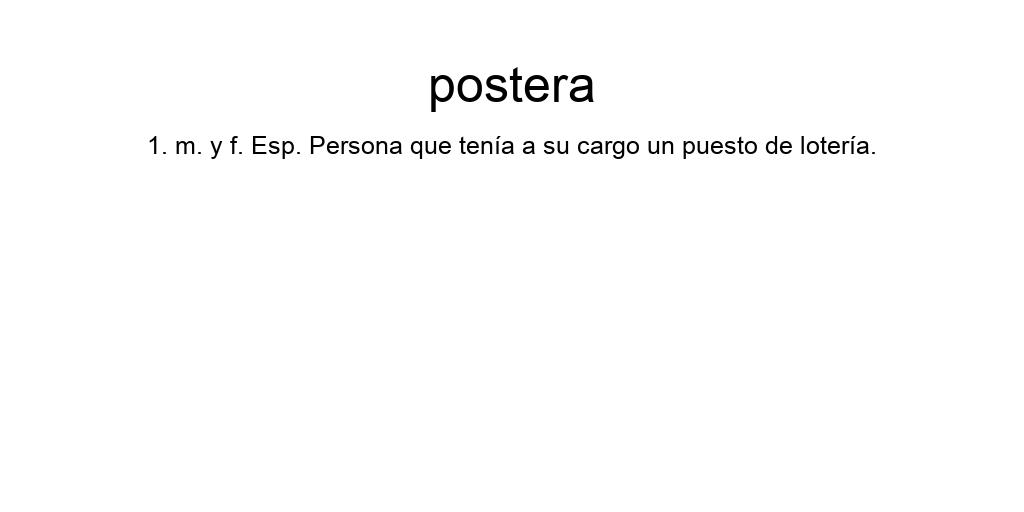 postera
1. m. y f. Esp. Persona que tenía a su cargo un puesto de lotería.